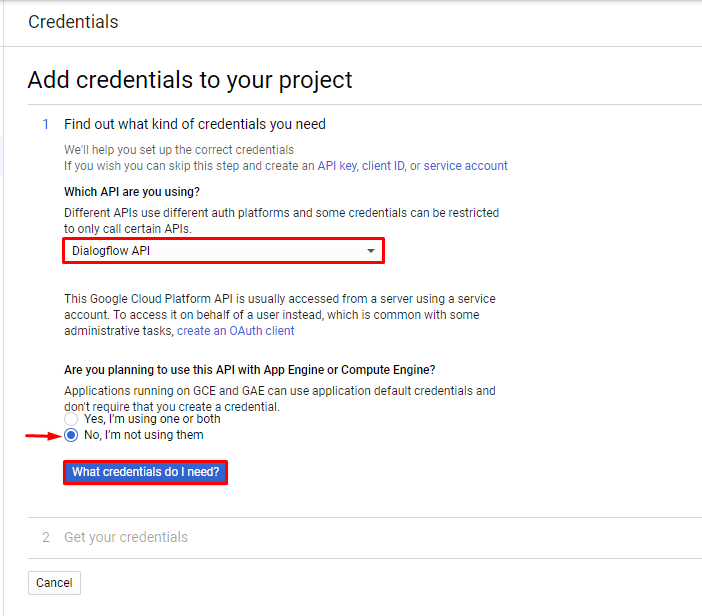 Credentials
Add credentials to your project
1 Find out what kind of credentials you need
We'll help you set up the correct credentials
If you wish you can skip this step and create an API key, client ID, or service account
Which API are you using?
Different APIs use different auth platforms and some credentials can be restricted
to only call certain APIs.
Dialogflow API
This Google Cloud Platform API is usually accessed from a server using a service
account. To access it on behalf of a user instead, which is common with some
administrative tasks, create an OAuth client
Are you planning to use this API with App Engine or Compute Engine?
Applications running on GCE and GAE can use application default credentials and
don't require that you create a credential.
Yes, I'm using one or both
No, I'm not using them
What credentials do I need?
2 Get your credentials
Cancel